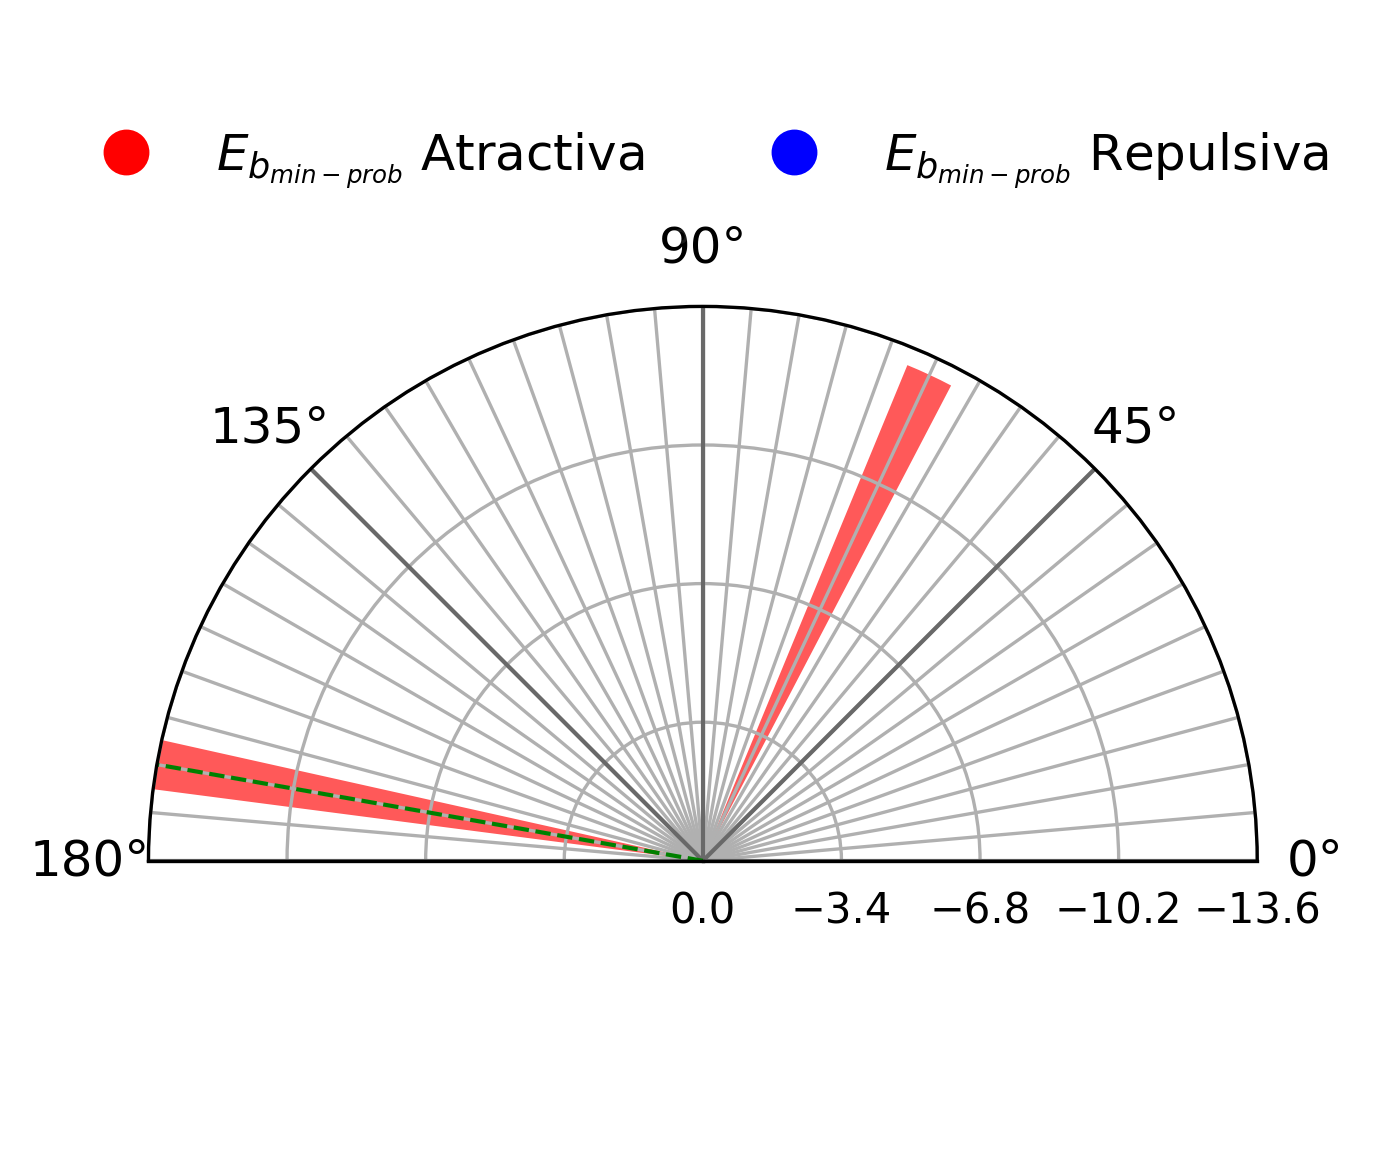 E_{b_{min-prob}} Atractiva E_{b_{min-prob}} Repulsiva
90°
135° 45°
180° 0°
0.0 −3.4 −6.8 −10.2 −13.6